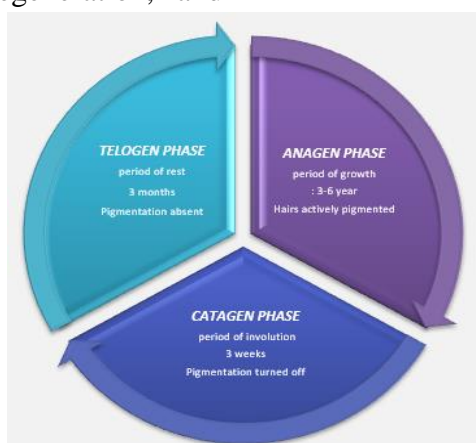 TELOGEN PHASE
period of rest
3 months
Pigmentation absent
ANAGEN PHASE
period of growth
: 3-6 year
Hairs actively pigmented
CATAGEN PHASE
period of involution
3 weeks
Pigmentation turned off